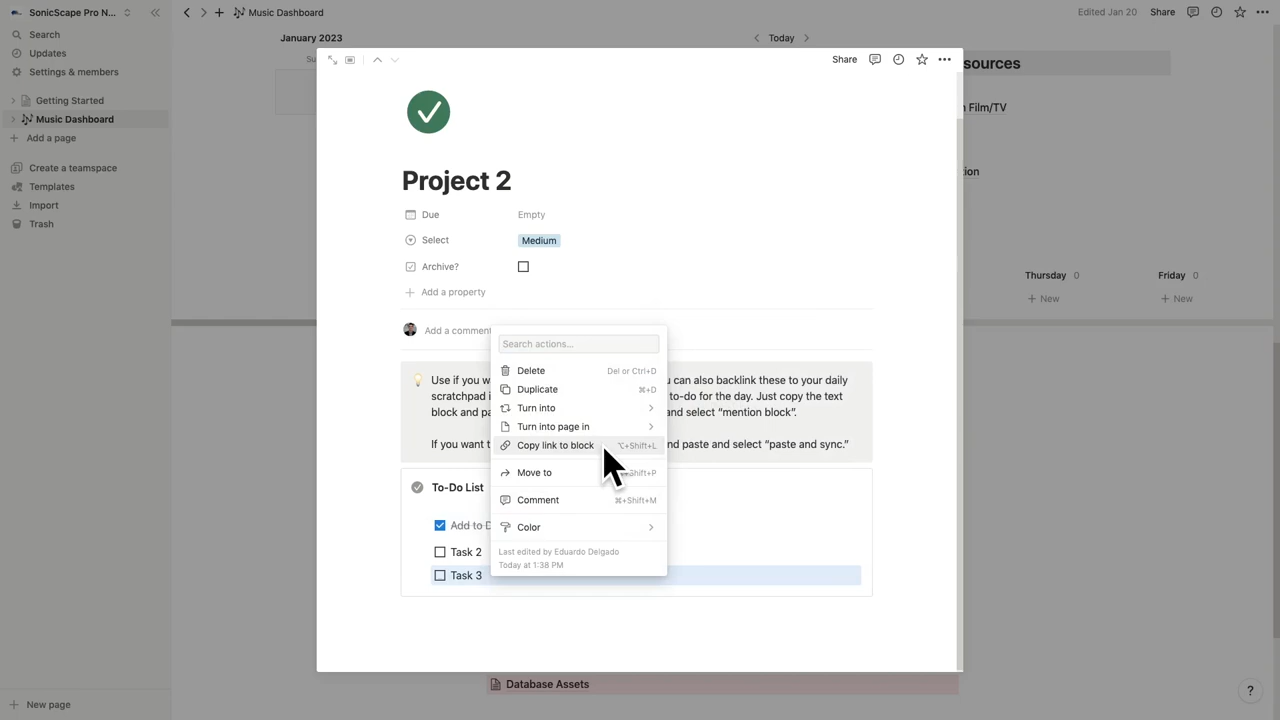 SonicScape Pro N...
Music Dashboard
Edited Jan 20
Share
Search
Updates
Settings & members
Getting Started
Music Dashboard
Add a page
Create a teamspace
Templates
Import
Trash
New page
January 2023
Today
Su
sources
Film/TV
ion
Thursday 0
Friday 0
New
New
Share
Project 2
Due Empty
Select Medium
Archive?
Add a property
Add a comment
Use if you w
u can also backlink these to your daily
scratchpad i
to-do for the day. Just copy the text
block and pa
and select “mention block”.
If you want t
nd paste and select “paste and sync.”
To-Do List
Add to D
Task 2
Task 3
Search actions...
Delete Del or Ctrl+D
Duplicate ⌘+D
Turn into
Turn into page in
Copy link to block ⌥+Shift+L
Move to Shift+P
Comment ⌘+Shift+M
Color
Last edited by Eduardo Delgado
Today at 1:38 PM
Database Assets
?